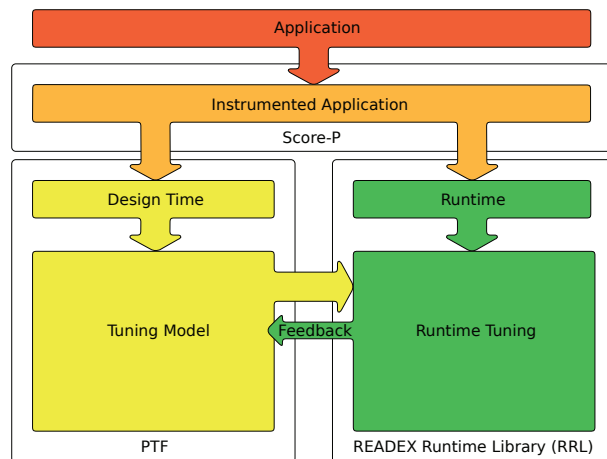 Application
Instrumented Application
Score-P
Design Time
Runtime
Tuning Model
Feedback
Runtime Tuning
PTF
READEX Runtime Library (RRL)